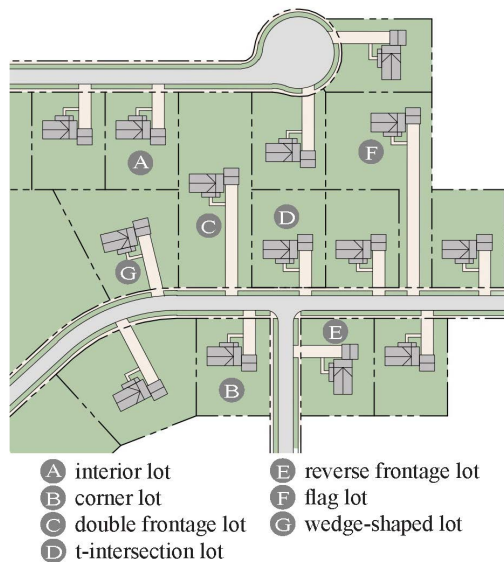 A
F
C
D
G
E
B
A interior lot
B corner lot
C double frontage lot
D t-intersection lot
E reverse frontage lot
F flag lot
G wedge-shaped lot